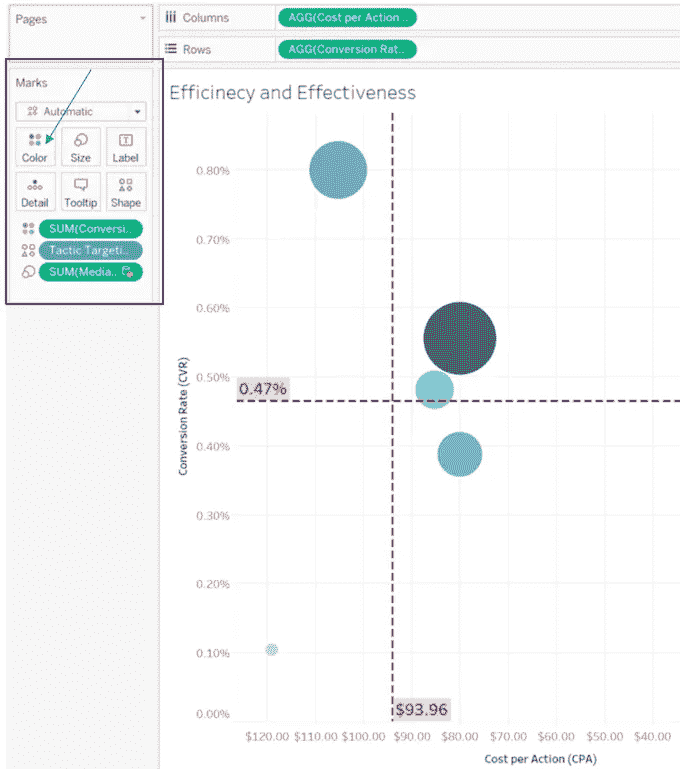 Pages
Columns
AGG(Cost per Action ..
Rows
AGG(Conversion Rat..
Marks
Automatic
Color
Size
Label
Detail
Tooltip
Shape
SUM(Conversi..
Tactic Targeti..
SUM(Media..
Efficinecy and Effectiveness
0.80%
0.70%
0.60%
0.50%
0.47%
0.40%
0.30%
0.20%
0.10%
0.00%
Conversion Rate (CVR)
$93.96
$120.00 $110.00 $100.00 $90.00 $80.00 $70.00 $60.00 $50.00 $40.00
Cost per Action (CPA)